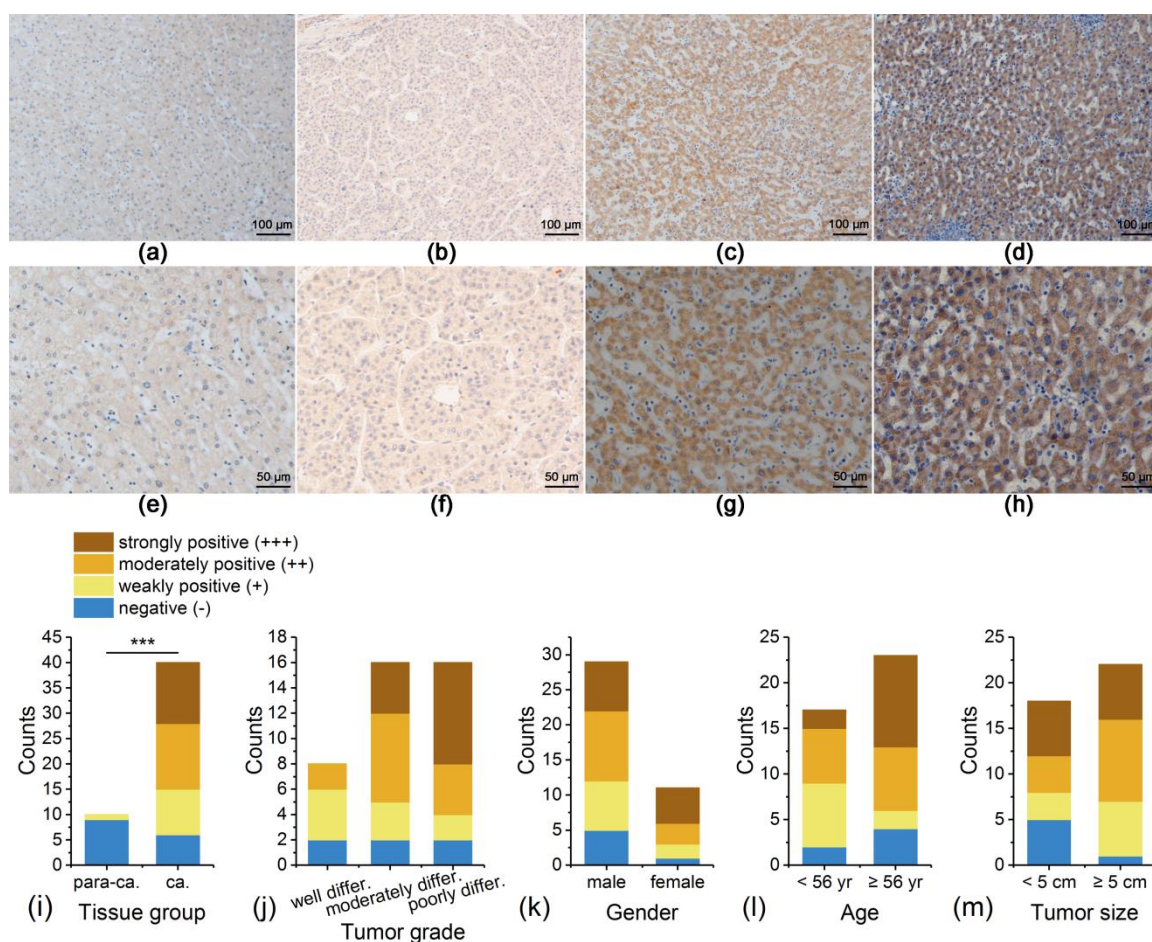 100 µm 100 µm 100 µm 100 µm
(a) (b) (c) (d)
50 µm 50 µm 50 µm 50 µm
(e) (f) (g) (h)
strongly positive (+++)
moderately positive (++)
weakly positive (+)
negative (-)
45
40
35
30
25
20
15
10
5
0
Counts
***
para-ca. ca.
(i) Tissue group
18
16
14
12
10
8
6
4
2
0
Counts
well differ. moderately differ. poorly differ.
(j) Tumor grade
30
25
20
15
10
5
0
Counts
male female
(k) Gender
25
20
15
10
5
0
Counts
< 56 yr ≥ 56 yr
(l) Age
25
20
15
10
5
0
Counts
< 5 cm ≥ 5 cm
(m) Tumor size